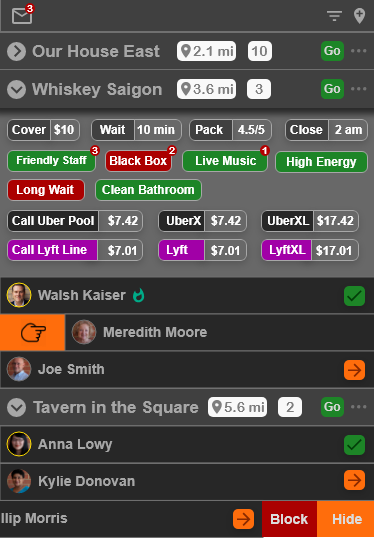 3
Our House East 2.1 mi 10 Go
Whiskey Saigon 3.6 mi 3 Go
Cover $10 Wait 10 min Pack 4.5/5 Close 2 am
Friendly Staff 3 Black Box 2 Live Music 1 High Energy
Long Wait Clean Bathroom
Call Uber Pool $7.42 UberX $7.42 UberXL $17.42
Call Lyft Line $7.01 Lyft $7.01 LyftXL $17.01
Walsh Kaiser
Meredith Moore
Joe Smith
Tavern in the Square 5.6 mi 2 Go
Anna Lowy
Kylie Donovan
llip Morris Block Hide